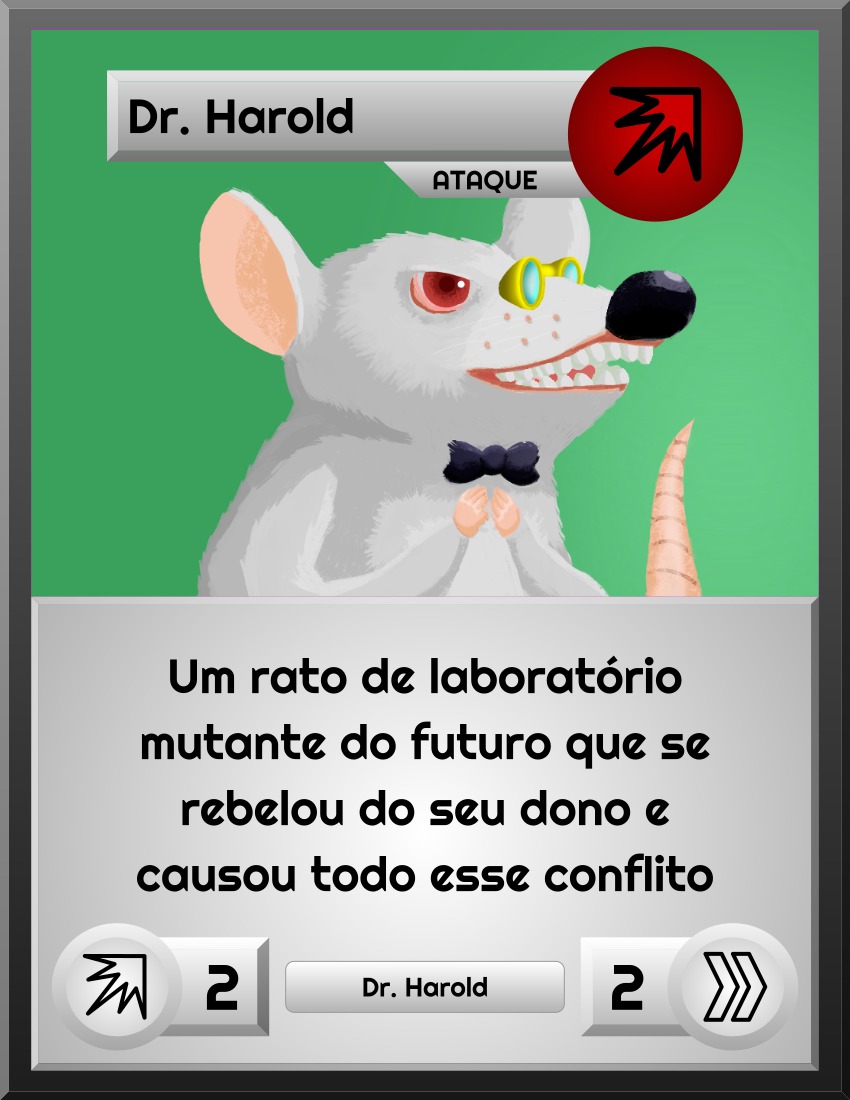 Dr. Harold
ATAQUE
Um rato de laboratório
mutante do futuro que se
rebelou do seu dono e
causou todo esse conflito
2
Dr. Harold
2